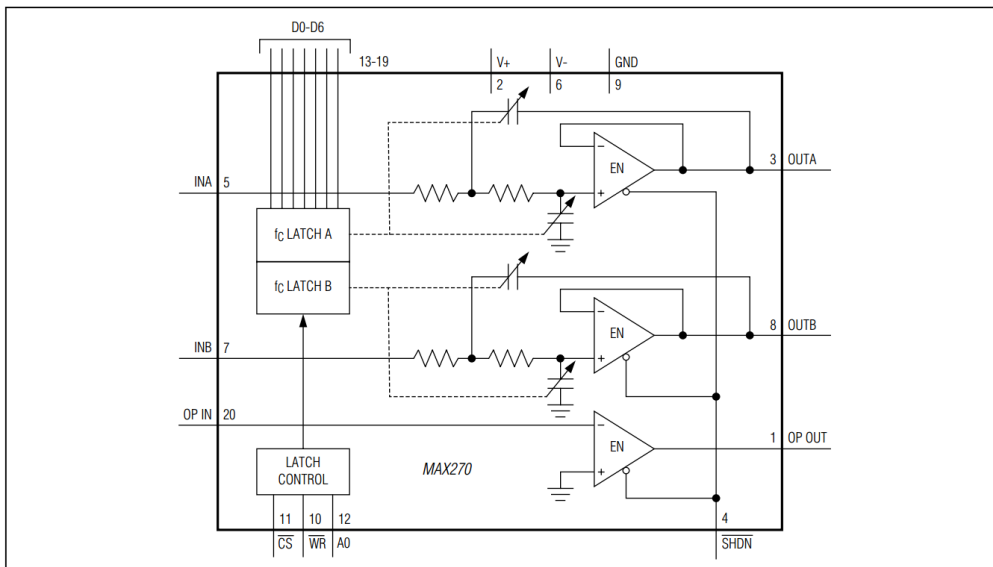 D0-D6
13-19
V+
2
V-
6
GND
9
EN
3 OUTA
INA 5
fC LATCH A
fC LATCH B
EN
8 OUTB
INB 7
OP IN 20
EN
1 OP OUT
LATCH
CONTROL
MAX270
11 10 12
CS WR A0
4
SHDN